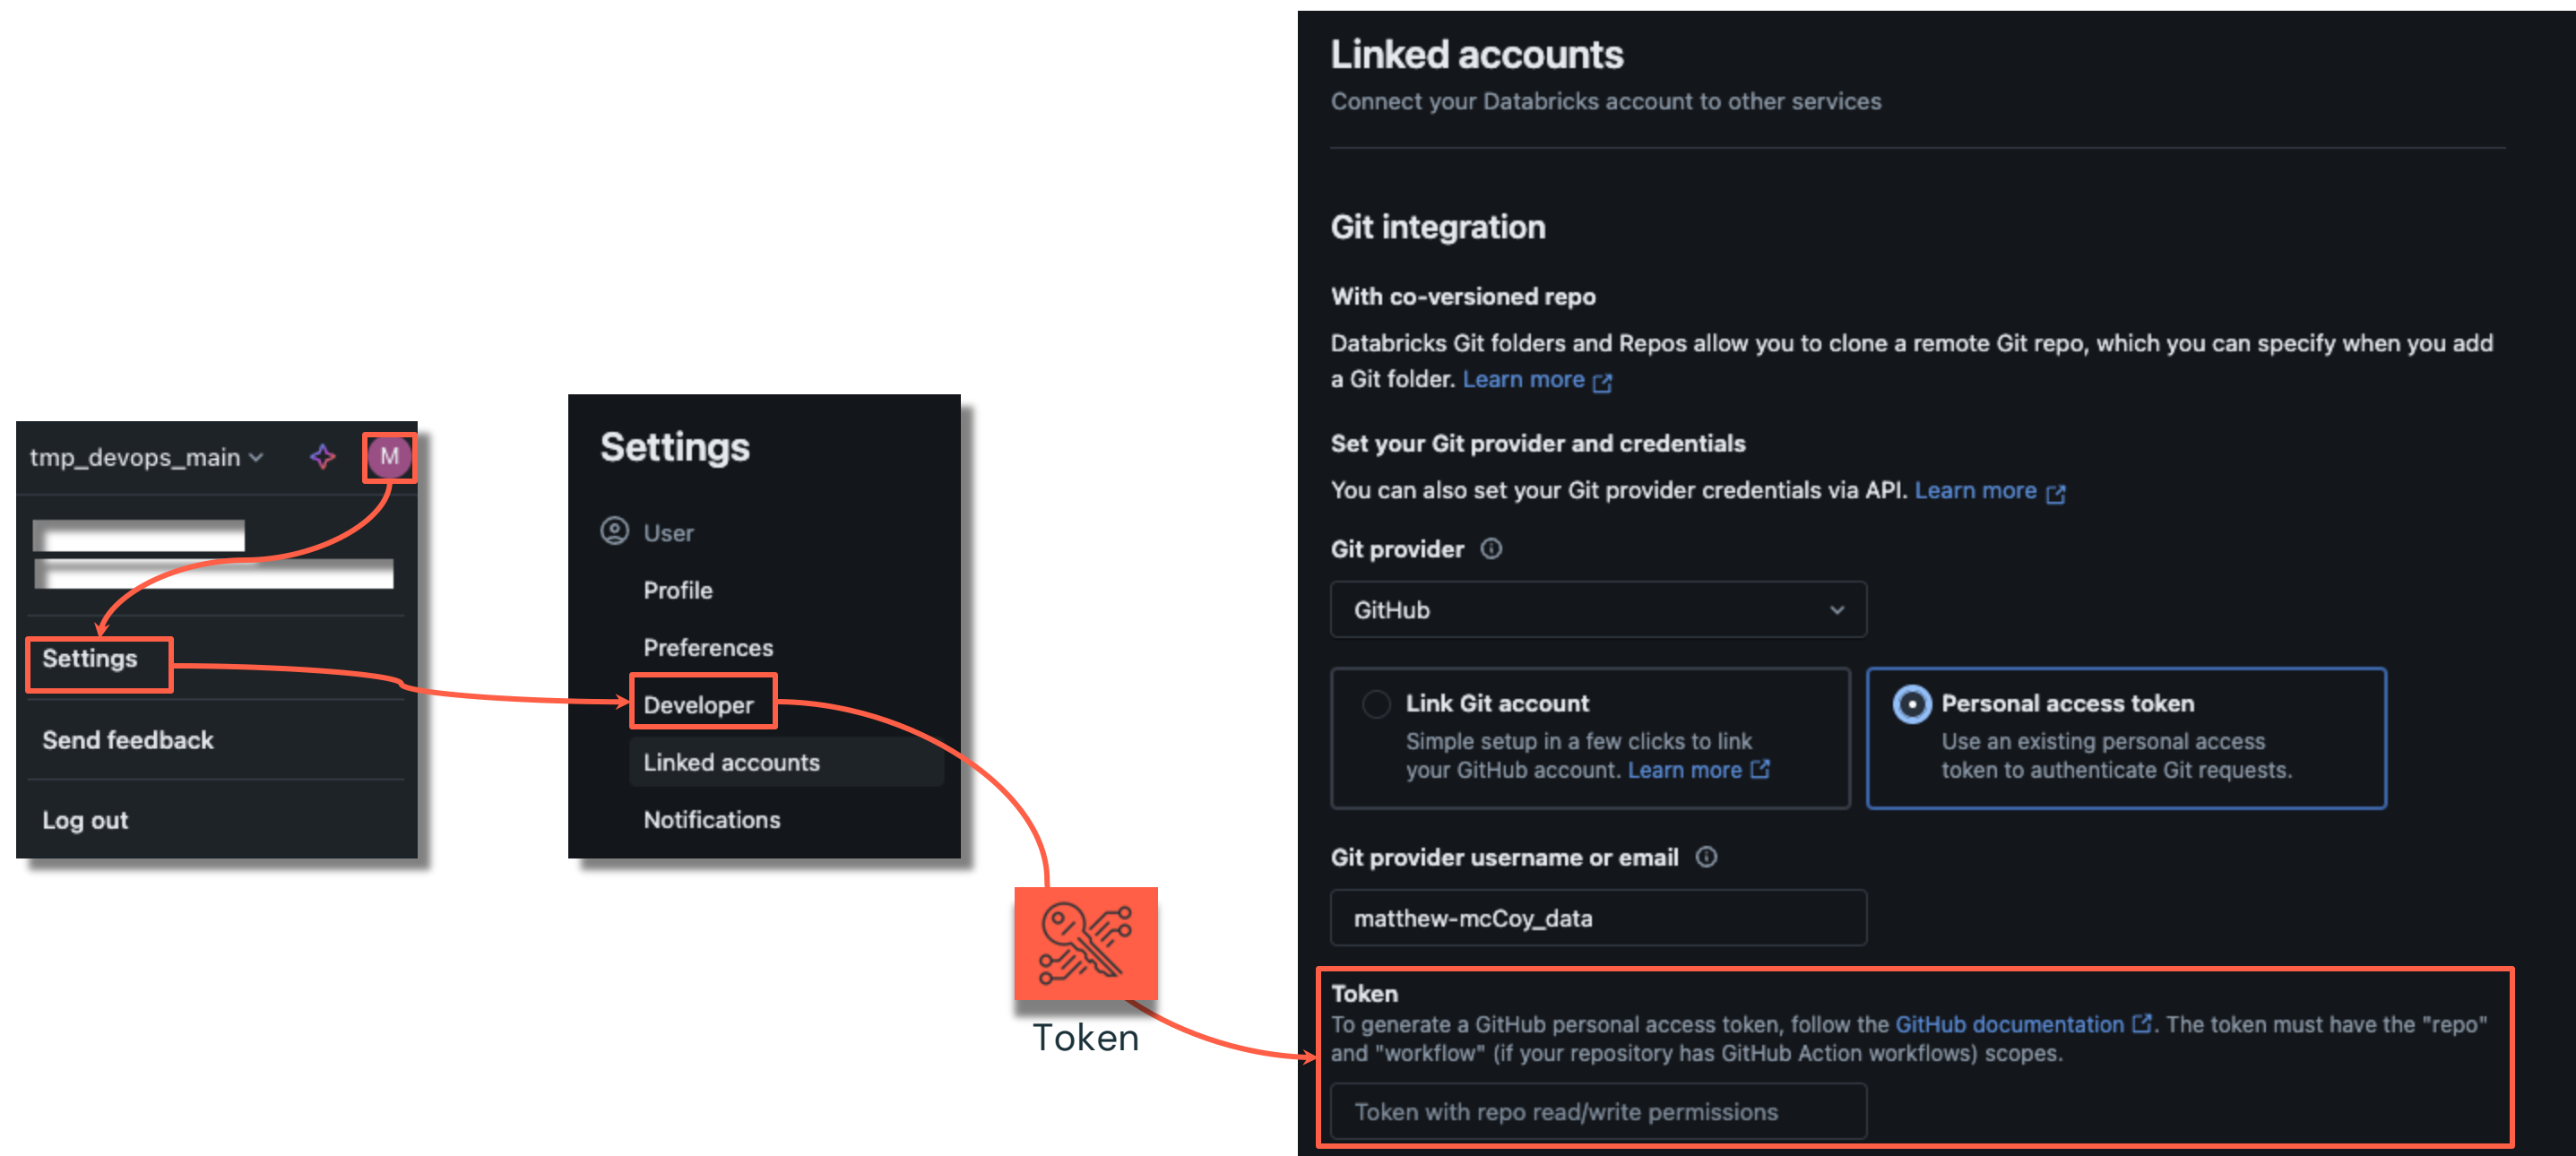 tmp_devops_main
M
Settings
Send feedback
Log out
Settings
User
Profile
Preferences
Developer
Linked accounts
Notifications
Token
Linked accounts
Connect your Databricks account to other services
Git integration
With co-versioned repo
Databricks Git folders and Repos allow you to clone a remote Git repo, which you can specify when you add
a Git folder. Learn more
Set your Git provider and credentials
You can also set your Git provider credentials via API. Learn more
Git provider
GitHub
Link Git account
Simple setup in a few clicks to link
your GitHub account. Learn more
Personal access token
Use an existing personal access
token to authenticate Git requests.
Git provider username or email
matthew-mcCoy_data
Token
To generate a GitHub personal access token, follow the GitHub documentation. The token must have the "repo"
and "workflow" (if your repository has GitHub Action workflows) scopes.
Token with repo read/write permissions